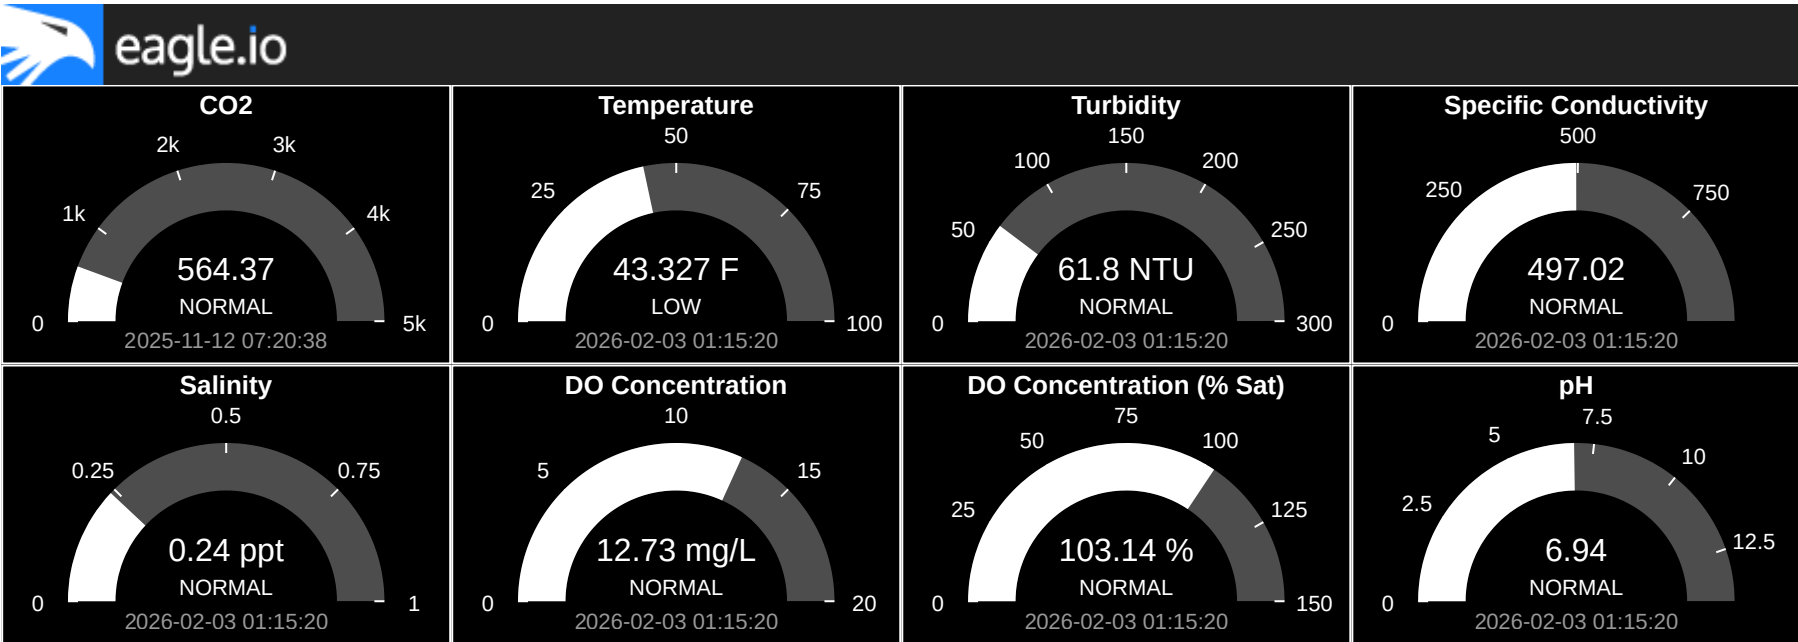 eagle.io
CO2
0
1k
2k
3k
4k
5k
564.37
NORMAL
2025-11-12 07:20:38
Temperature
0
25
50
75
100
43.327 F
LOW
2026-02-03 01:15:20
Turbidity
0
50
100
150
200
250
300
61.8 NTU
NORMAL
2026-02-03 01:15:20
Specific Conductivity
0
250
500
750
497.02
NORMAL
2026-02-03 01:15:20
Salinity
0
0.25
0.5
0.75
1
0.24 ppt
NORMAL
2026-02-03 01:15:20
DO Concentration
0
5
10
15
20
12.73 mg/L
NORMAL
2026-02-03 01:15:20
DO Concentration (% Sat)
0
25
50
75
100
125
150
103.14 %
NORMAL
2026-02-03 01:15:20
pH
0
2.5
5
7.5
10
12.5
6.94
NORMAL
2026-02-03 01:15:20